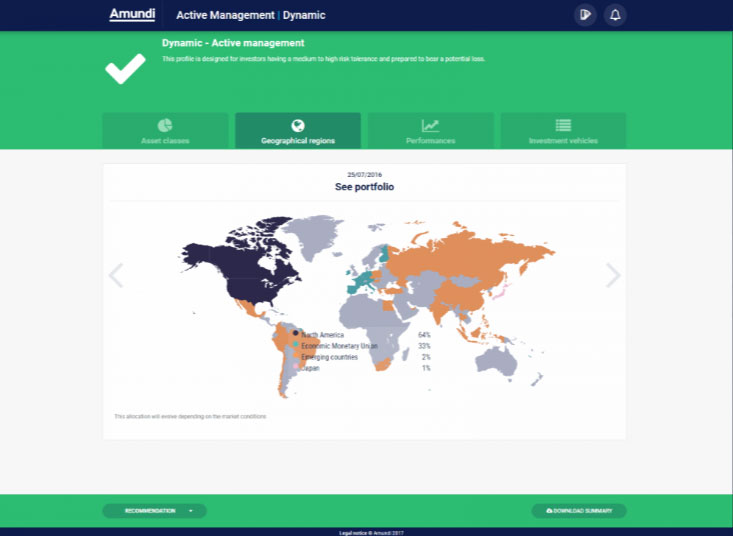 Amundi
Active Management | Dynamic
Dynamic - Active management
This profile is designed for investors having a medium to high risk tolerance and prepared to bear a potential loss.
Asset classes
Geographical regions
Performances
Investment vehicles
25/07/2016
See portfolio
North America 64%
Economic Monetary Union 33%
Emerging countries 2%
Japan 1%
This allocation will evolve depending on the market conditions
RECOMMENDATION
DOWNLOAD SUMMARY
Legal notice © Amundi 2017